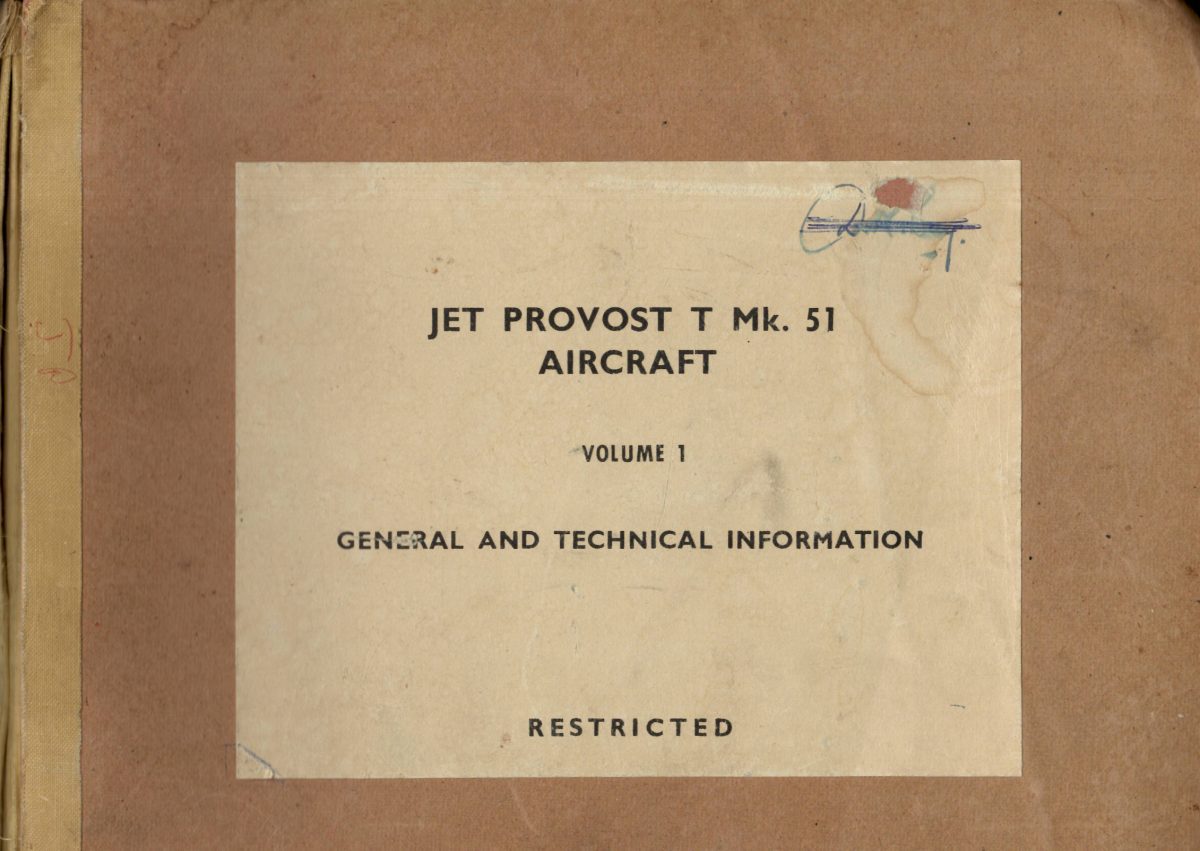 JET PROVOST T Mk. 51
AIRCRAFT
VOLUME 1
GENERAL AND TECHNICAL INFORMATION
RESTRICTED